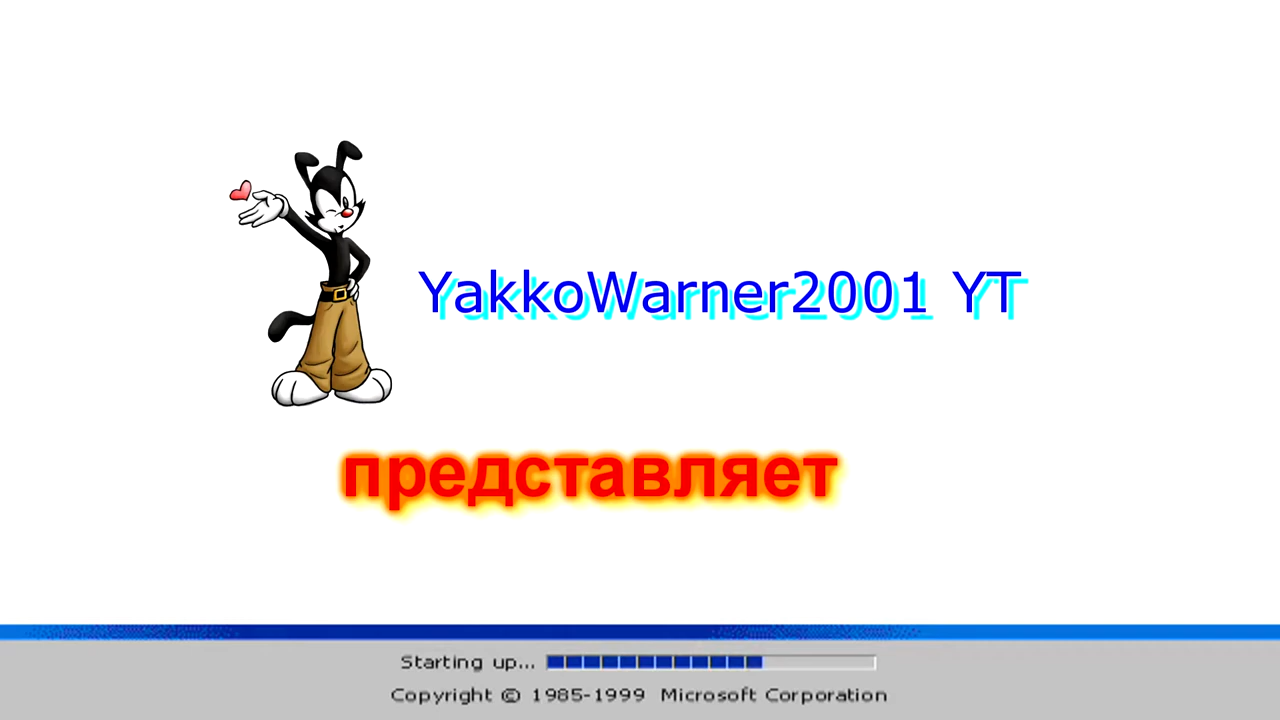 YakkoWarner2001 YT
представляет
Starting up...
Copyright © 1985-1999 Microsoft Corporation